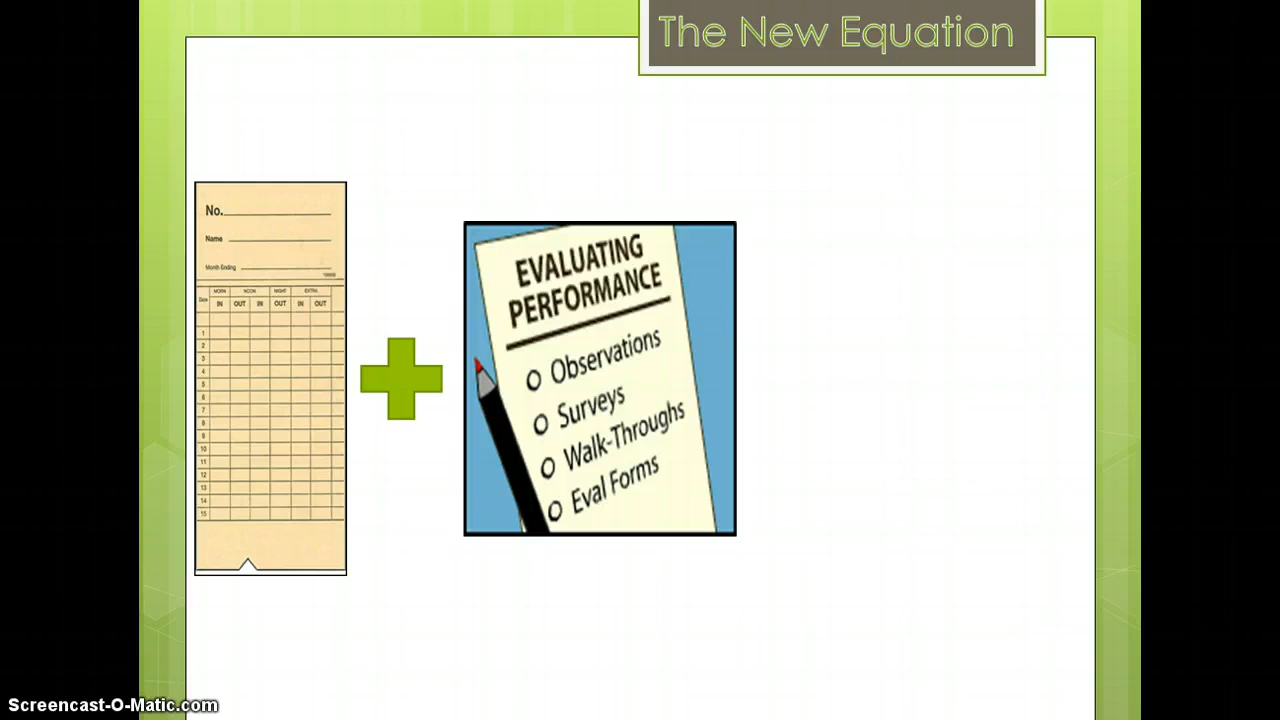 The New Equation
No.
Name
Month Ending
Date MORN NOON NIGHT EXTRA
IN OUT IN OUT IN OUT
1
2
3
4
5
6
7
8
9
10
11
12
13
14
15
EVALUATING
PERFORMANCE
Observations
Surveys
Walk-Throughs
Eval Forms
Screencast-O-Matic.com